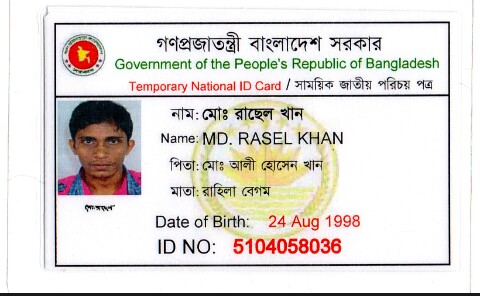 গণপ্রজাতন্ত্রী বাংলাদেশ সরকার
Government of the People's Republic of Bangladesh
Temporary National ID Card / সাময়িক জাতীয় পরিচয় পত্র
নাম: মোঃ রাছেল খান
Name: MD. RASEL KHAN
পিতা: মোঃ আলী হোসেন খান
মাতা: রাহিলা বেগম
Date of Birth: 24 Aug 1998
ID NO: 5104058036